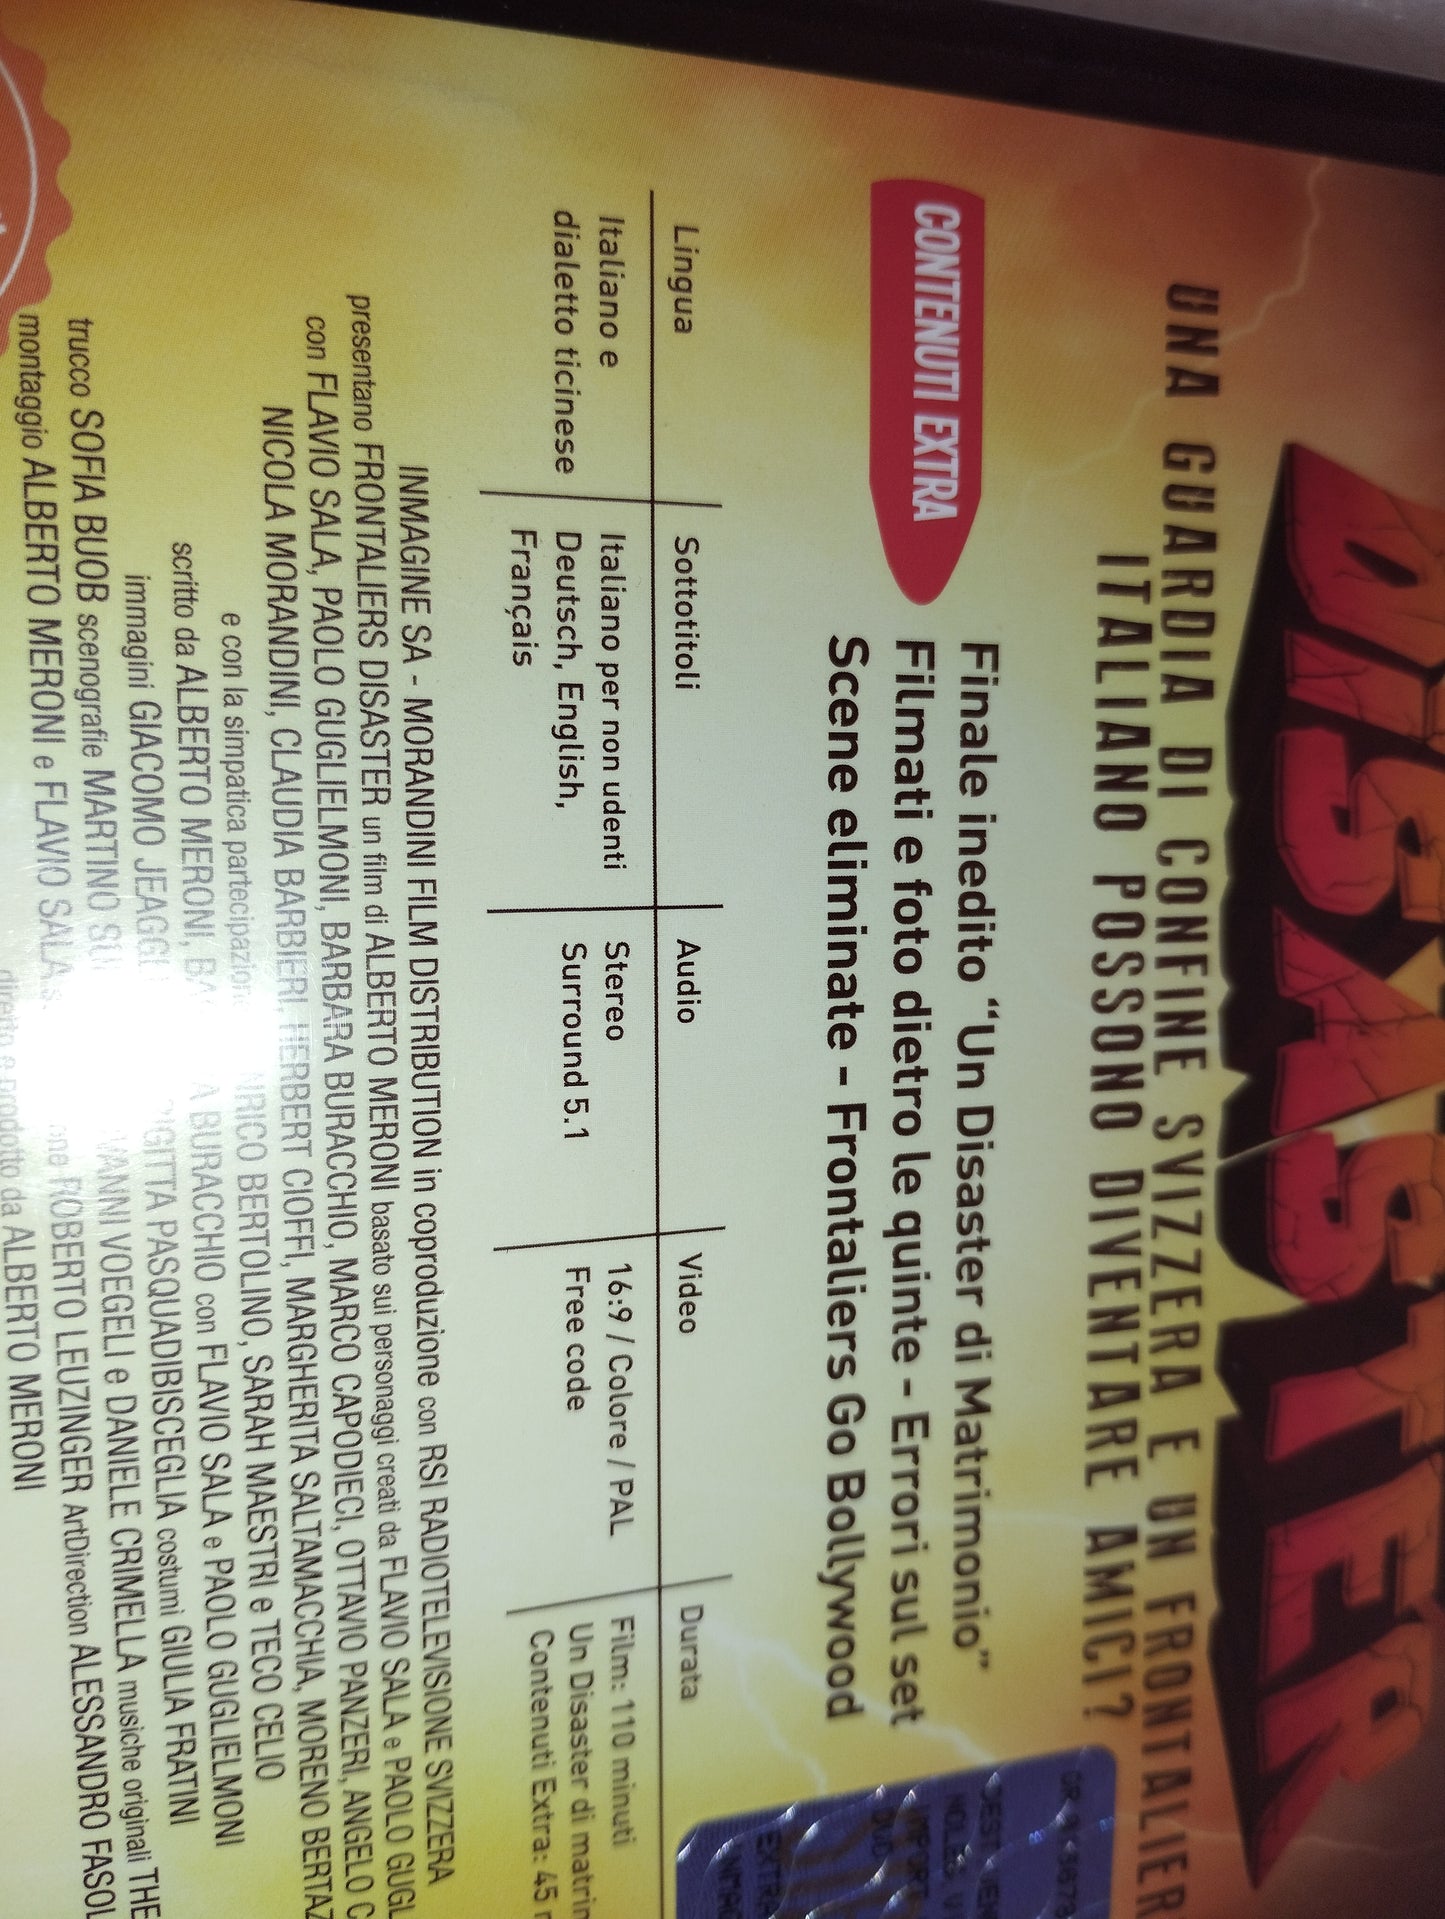 DISASTER
UNA GUARDIA DI CONFINE SVIZZERA E UN FRONTALIER
ITALIANO POSSONO DIVENTARE AMICI?
CONTENUTI EXTRA
Finale inedito “Un Disaster di Matrimonio”
Filmati e foto dietro le quinte - Errori sul set
Scene eliminate - Frontaliers Go Bollywood
Lingua Sottotitoli Audio Video Durata
Italiano e Italiano per non udenti Stereo 16:9 / Colore / PAL Film: 110 minuti
dialetto ticinese Deutsch, English, Surround 5.1 Free code Un Disaster di
Français Contenuti Extra: 45
INMAGINE SA - MORANDINI FILM DISTRIBUTION in coproduzione con RSI RADIOTELEVISIONE SVIZZERA
presentano FRONTALIERS DISASTER un film di ALBERTO MERONI basato sui personaggi creati da FLAVIO SALA e PAOLO
con FLAVIO SALA, PAOLO GUGLIELMONI, BARBARA BURACCHIO, MARCO CAPODIECI, OTTAVIO PANZERI, ANGELO
NICOLA MORANDINI, CLAUDIA BARBIERI, HERBERT CIOFFI, MARGHERITA SALTAMACCHIA, MORENO
e con la simpatica BERTOLINO, SARAH MAESTRI e TECO CELIO
scritto da ALBERTO MERONI, BURACCHIO con FLAVIO SALA e PAOLO GUGLIELMONI
immagini GIACOMO PASQUADIBISCEGLIA costumi GIULIA FRATINI
trucco SOFIA BUOB scenografie MARTINO VOEGELI e DANIELE CRIMELLA musiche originali THE
montaggio ALBERTO MERONI e FLAVIO SALA ROBERTO LEUZINGER ArtDirection ALESSANDRO
prodotto da ALBERTO MERONI